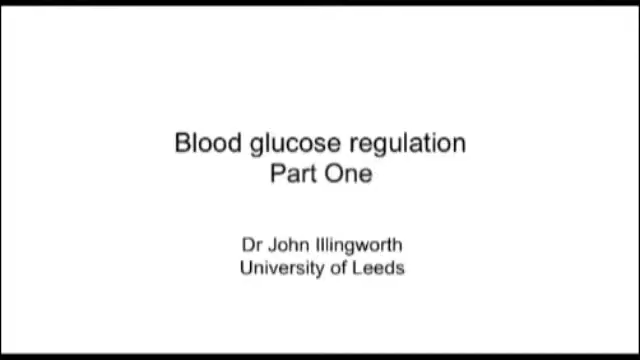 Blood glucose regulation
Part One
Dr John Illingworth
University of Leeds